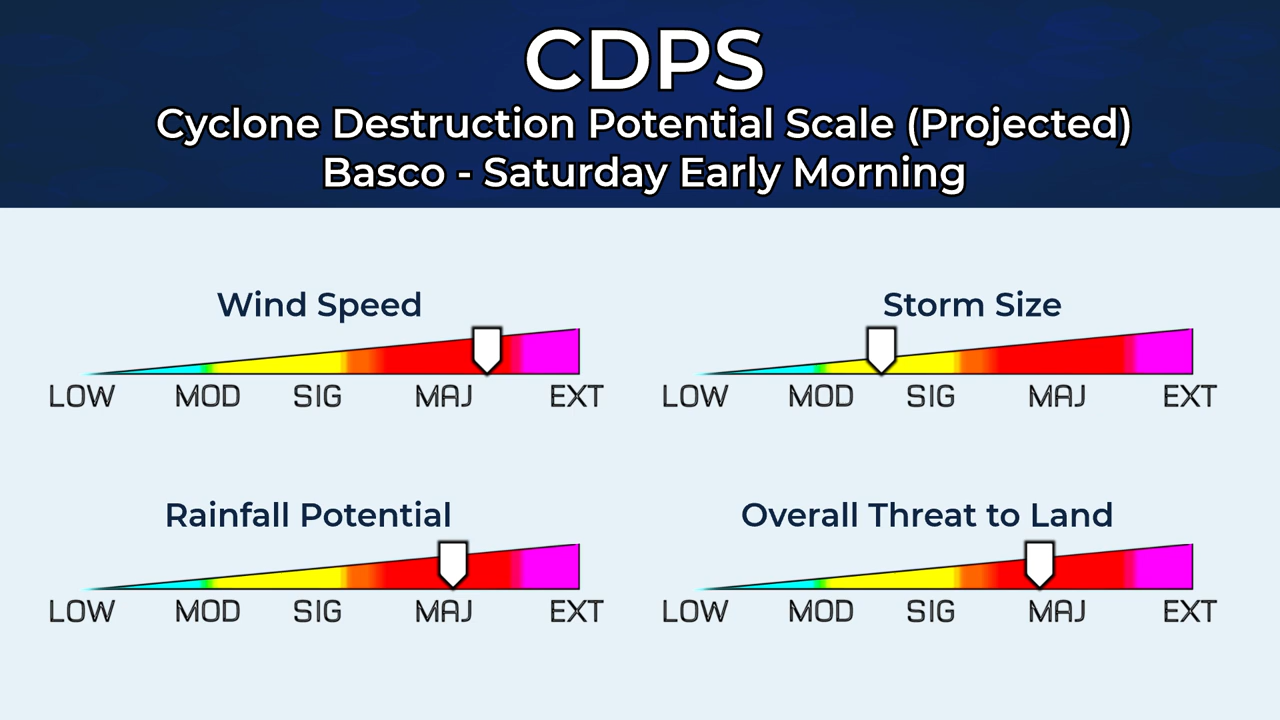 CDPS
Cyclone Destruction Potential Scale (Projected)
Basco - Saturday Early Morning
Wind Speed
LOW MOD SIG MAJ EXT
Storm Size
LOW MOD SIG MAJ EXT
Rainfall Potential
LOW MOD SIG MAJ EXT
Overall Threat to Land
LOW MOD SIG MAJ EXT